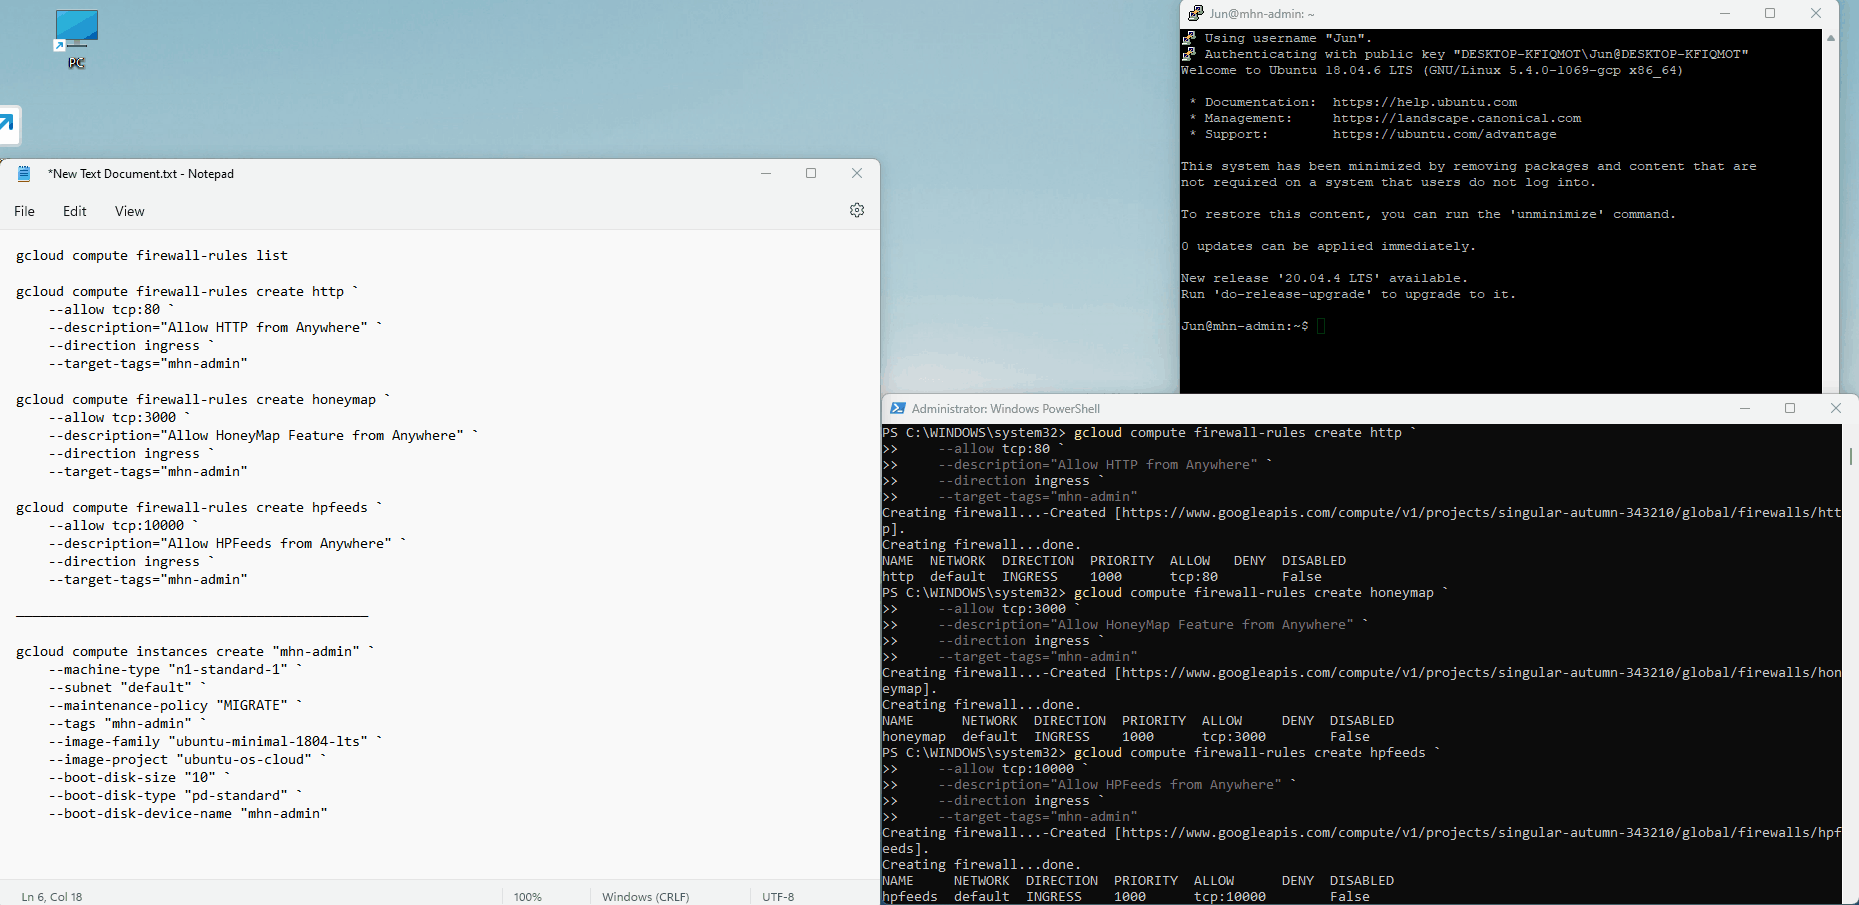 PC
*New Text Document.txt - Notepad
File Edit View
gcloud compute firewall-rules list
gcloud compute firewall-rules create http `
--allow tcp:80 `
--description="Allow HTTP from Anywhere" `
--direction ingress `
--target-tags="mhn-admin"
gcloud compute firewall-rules create honeymap `
--allow tcp:3000 `
--description="Allow HoneyMap Feature from Anywhere" `
--direction ingress `
--target-tags="mhn-admin"
gcloud compute firewall-rules create hpfeeds `
--allow tcp:10000 `
--description="Allow HPFeeds from Anywhere" `
--direction ingress `
--target-tags="mhn-admin"
____________________________________________
gcloud compute instances create "mhn-admin" `
--machine-type "n1-standard-1" `
--subnet "default" `
--maintenance-policy "MIGRATE" `
--tags "mhn-admin" `
--image-family "ubuntu-minimal-1804-lts" `
--image-project "ubuntu-os-cloud" `
--boot-disk-size "10" `
--boot-disk-type "pd-standard" `
--boot-disk-device-name "mhn-admin"
Ln 6, Col 18 100% Windows (CRLF) UTF-8
Jun@mhn-admin: ~
Using username "Jun".
Authenticating with public key "DESKTOP-KFIQMOT\Jun@DESKTOP-KFIQMOT"
Welcome to Ubuntu 18.04.6 LTS (GNU/Linux 5.4.0-1069-gcp x86_64)
* Documentation: https://help.ubuntu.com
* Management: https://landscape.canonical.com
* Support: https://ubuntu.com/advantage
This system has been minimized by removing packages and content that are
not required on a system that users do not log into.
To restore this content, you can run the 'unminimize' command.
0 updates can be applied immediately.
New release '20.04.4 LTS' available.
Run 'do-release-upgrade' to upgrade to it.
Jun@mhn-admin:~$
Administrator: Windows PowerShell
PS C:\WINDOWS\system32> gcloud compute firewall-rules create http `
>> --allow tcp:80 `
>> --description="Allow HTTP from Anywhere" `
>> --direction ingress `
>> --target-tags="mhn-admin"
Creating firewall...-Created [https://www.googleapis.com/compute/v1/projects/singular-autumn-343210/global/firewalls/htt
p].
Creating firewall...done.
NAME NETWORK DIRECTION PRIORITY ALLOW DENY DISABLED
http default INGRESS 1000 tcp:80 False
PS C:\WINDOWS\system32> gcloud compute firewall-rules create honeymap `
>> --allow tcp:3000 `
>> --description="Allow HoneyMap Feature from Anywhere" `
>> --direction ingress `
>> --target-tags="mhn-admin"
Creating firewall...-Created [https://www.googleapis.com/compute/v1/projects/singular-autumn-343210/global/firewalls/hon
eymap].
Creating firewall...done.
NAME NETWORK DIRECTION PRIORITY ALLOW DENY DISABLED
honeymap default INGRESS 1000 tcp:3000 False
PS C:\WINDOWS\system32> gcloud compute firewall-rules create hpfeeds `
>> --allow tcp:10000 `
>> --description="Allow HPFeeds from Anywhere" `
>> --direction ingress `
>> --target-tags="mhn-admin"
Creating firewall...-Created [https://www.googleapis.com/compute/v1/projects/singular-autumn-343210/global/firewalls/hpf
eeds].
Creating firewall...done.
NAME NETWORK DIRECTION PRIORITY ALLOW DENY DISABLED
hpfeeds default INGRESS 1000 tcp:10000 False